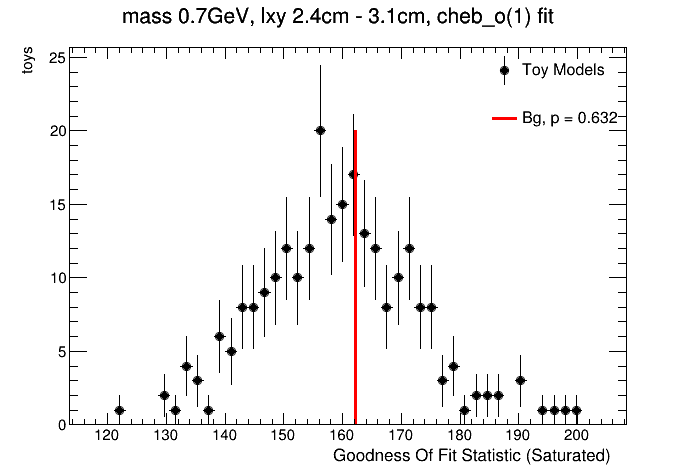 mass 0.7GeV, lxy 2.4cm - 3.1cm, cheb_o(1) fit
toys
25
20
15
10
5
0
Toy Models
Bg, p = 0.632
120 130 140 150 160 170 180 190 200
Goodness Of Fit Statistic (Saturated)